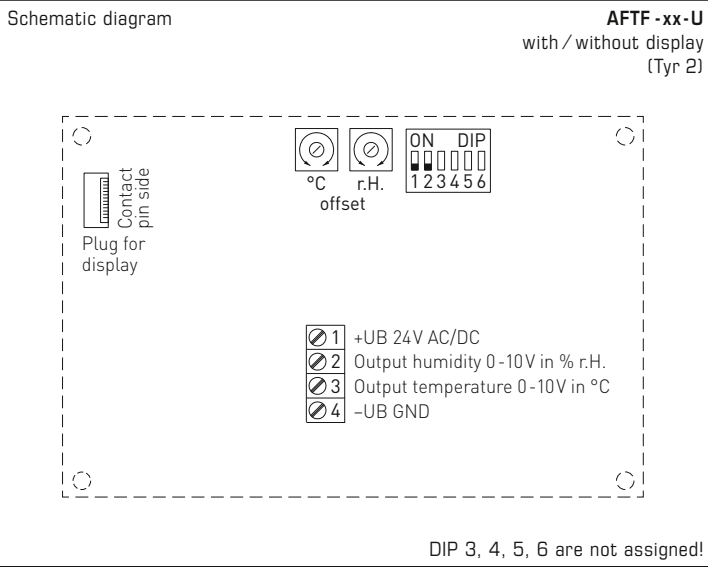 Schematic diagram
AFTF - xx - U
with / without display
(Tyr 2)
ON DIP
1 2 3 4 5 6
°C r.H.
offset
Contact
pin side
Plug for
display
1 +UB 24V AC/DC
2 Output humidity 0-10V in % r.H.
3 Output temperature 0-10V in °C
4 –UB GND
DIP 3, 4, 5, 6 are not assigned!